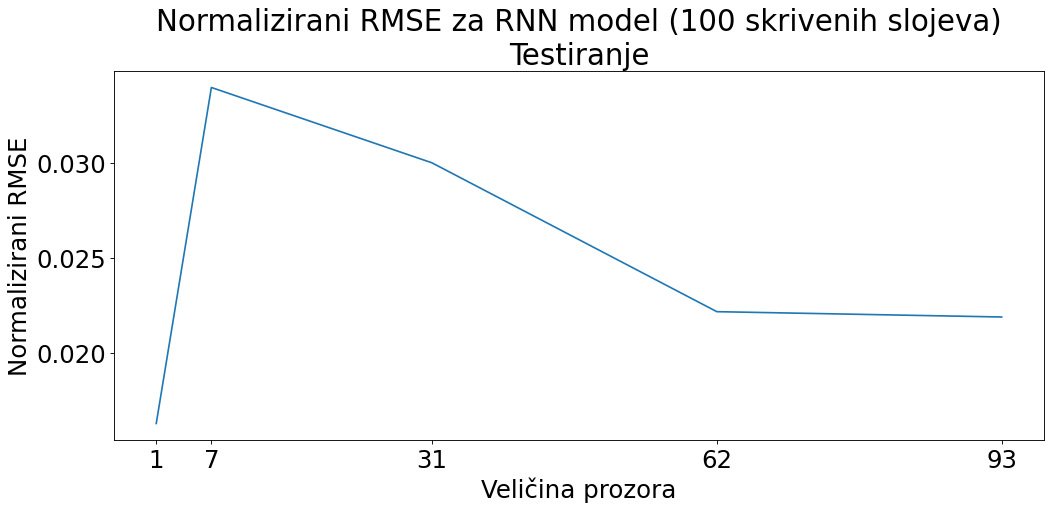 Normalizirani RMSE za RNN model (100 skrivenih slojeva)
Testiranje
Normalizirani RMSE
0.030
0.025
0.020
1 7 31 62 93
Veličina prozora